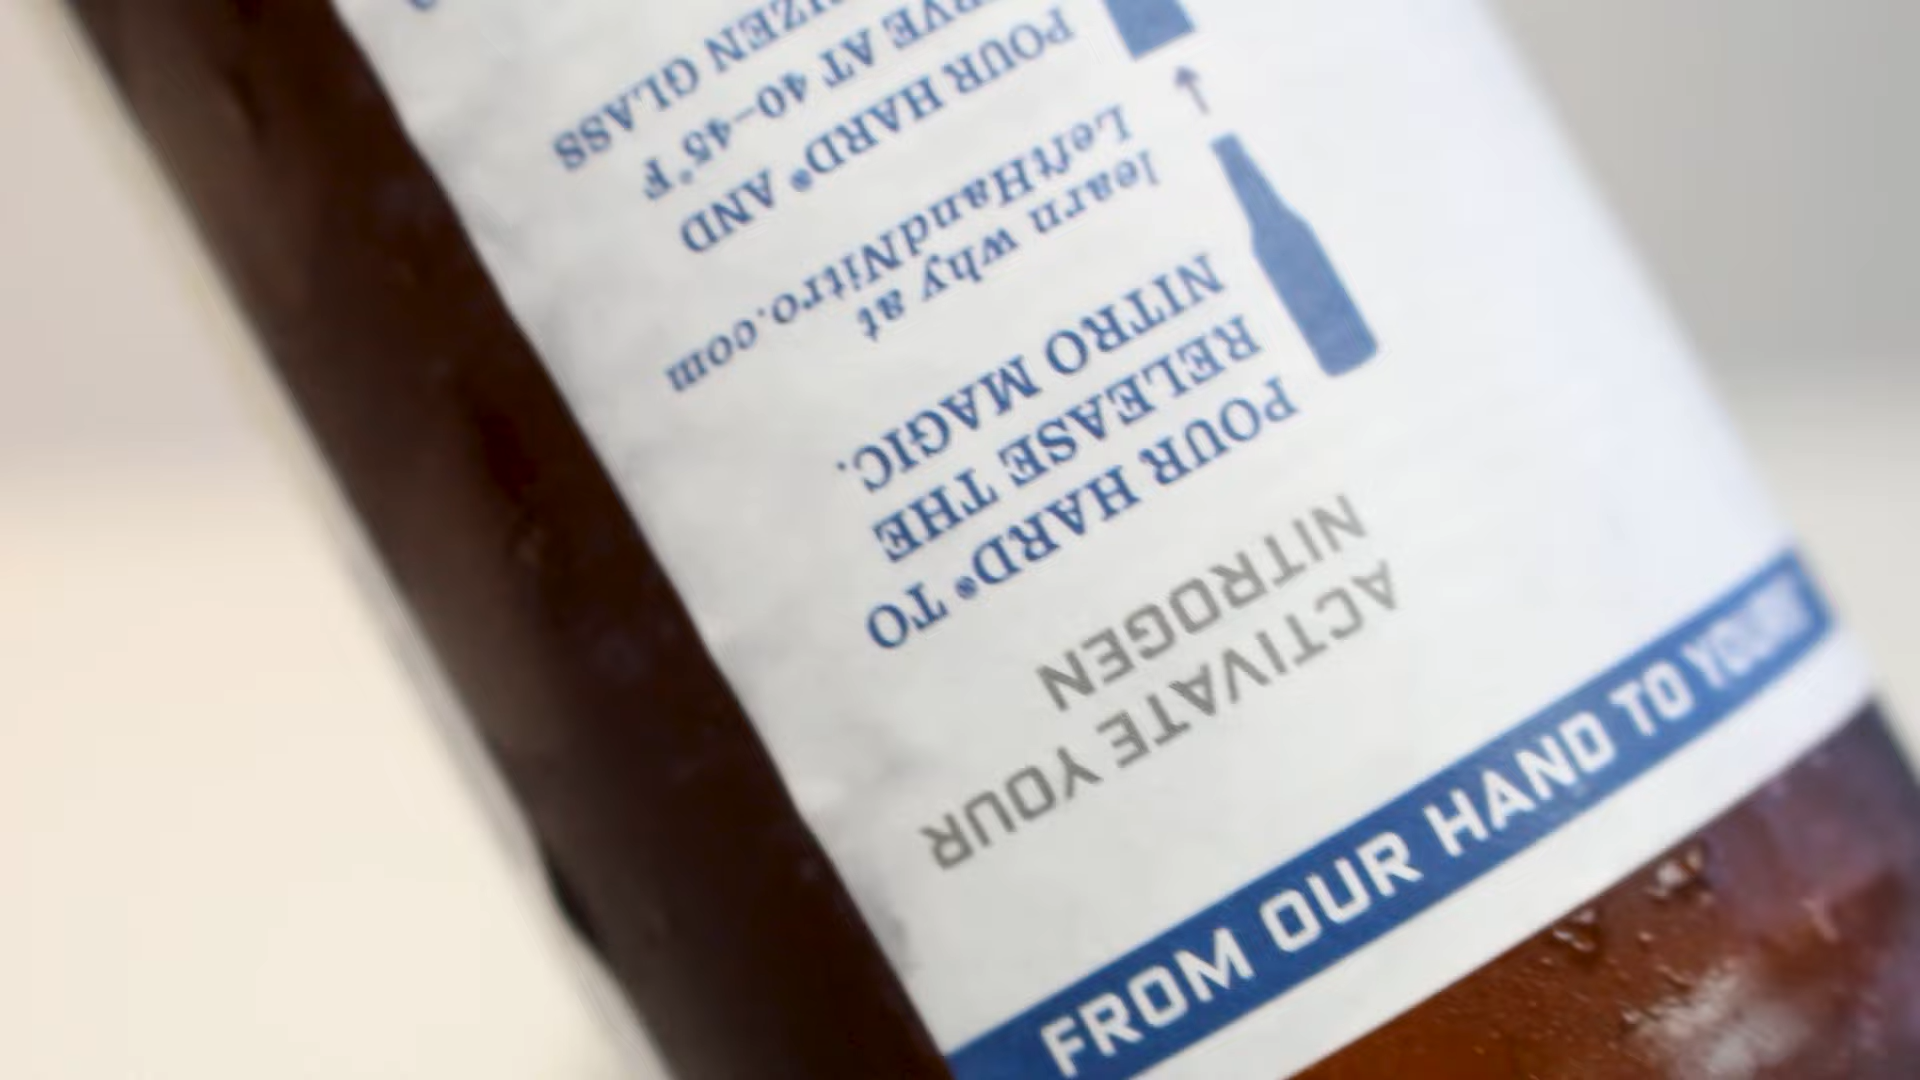 ACTIVATE YOUR
NITROGEN
POUR HARD® TO
RELEASE THE
NITRO MAGIC.
learn why at
LeftHandNitro.com
POUR HARD® AND
AT 40–45°F
GLASS
FROM OUR HAND TO YOURS